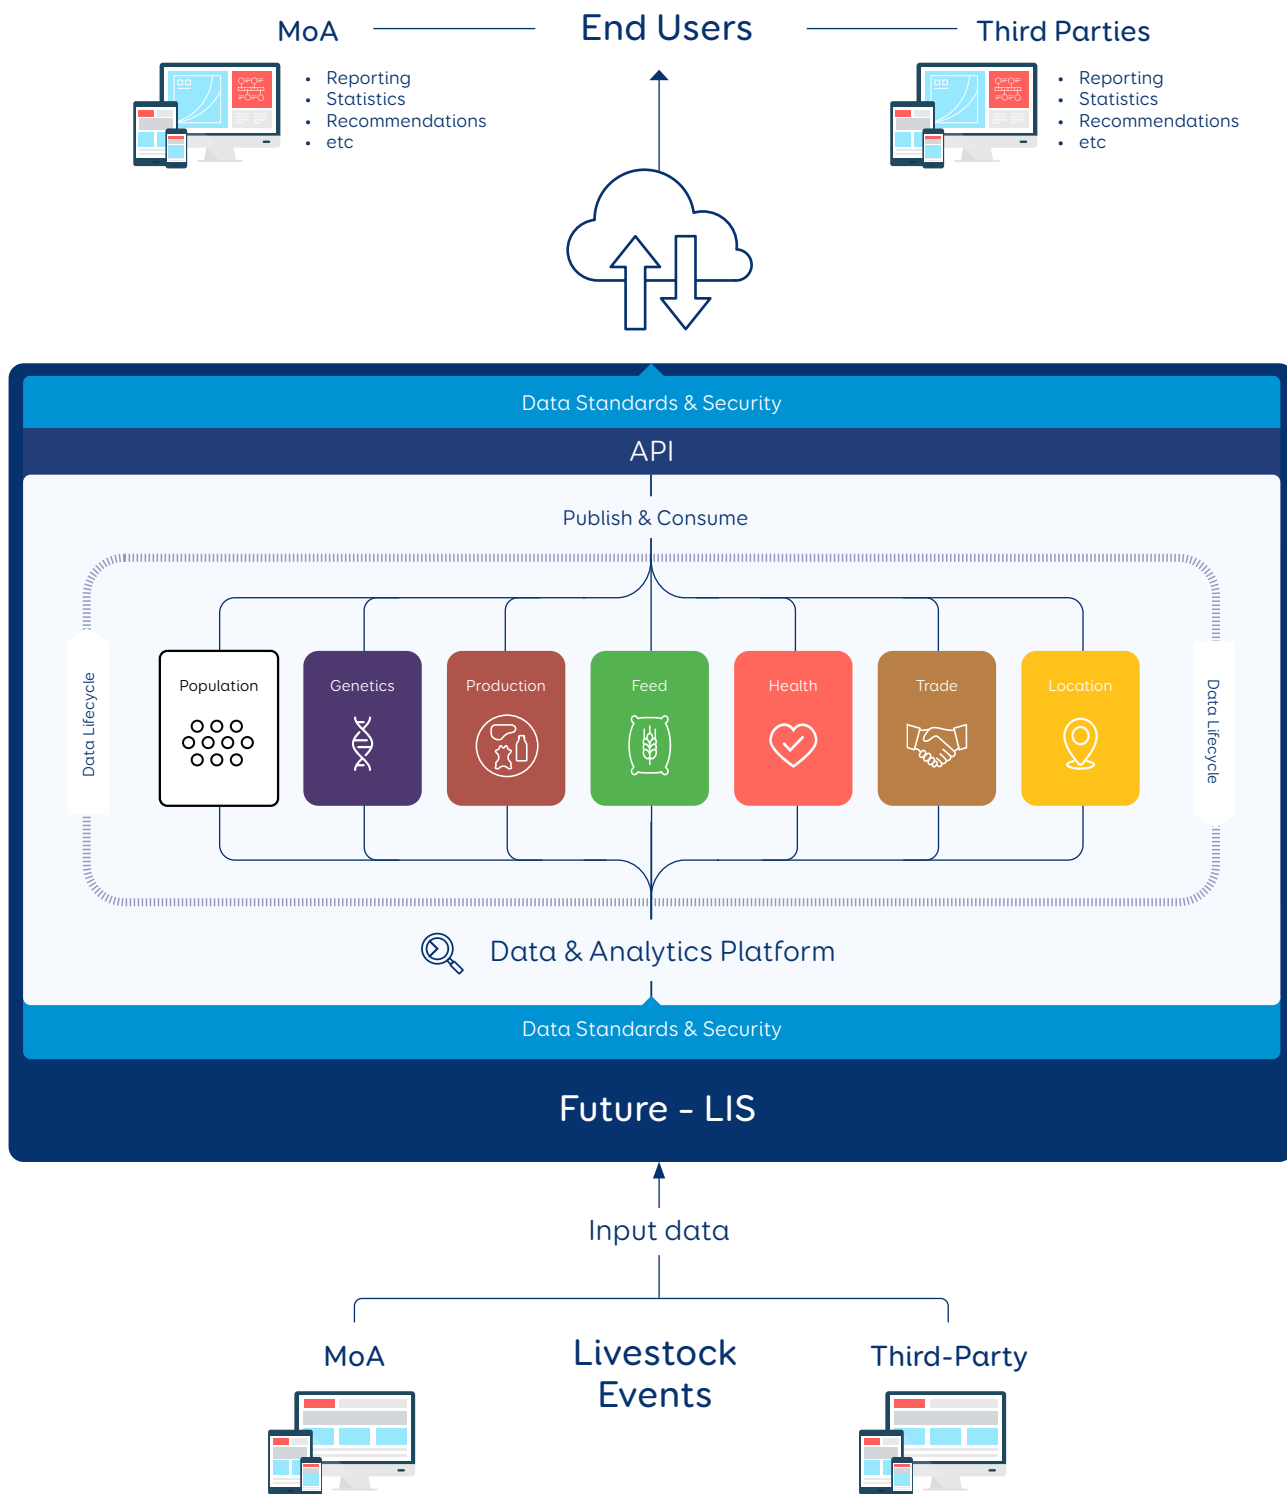 MoA
End Users
Third Parties
• Reporting
• Statistics
• Recommendations
• etc
• Reporting
• Statistics
• Recommendations
• etc
Data Standards & Security
API
Publish & Consume
Data Lifecycle
Population
Genetics
Production
Feed
Health
Trade
Location
Data Lifecycle
Data & Analytics Platform
Data Standards & Security
Future – LIS
Input data
MoA
Livestock
Events
Third-Party